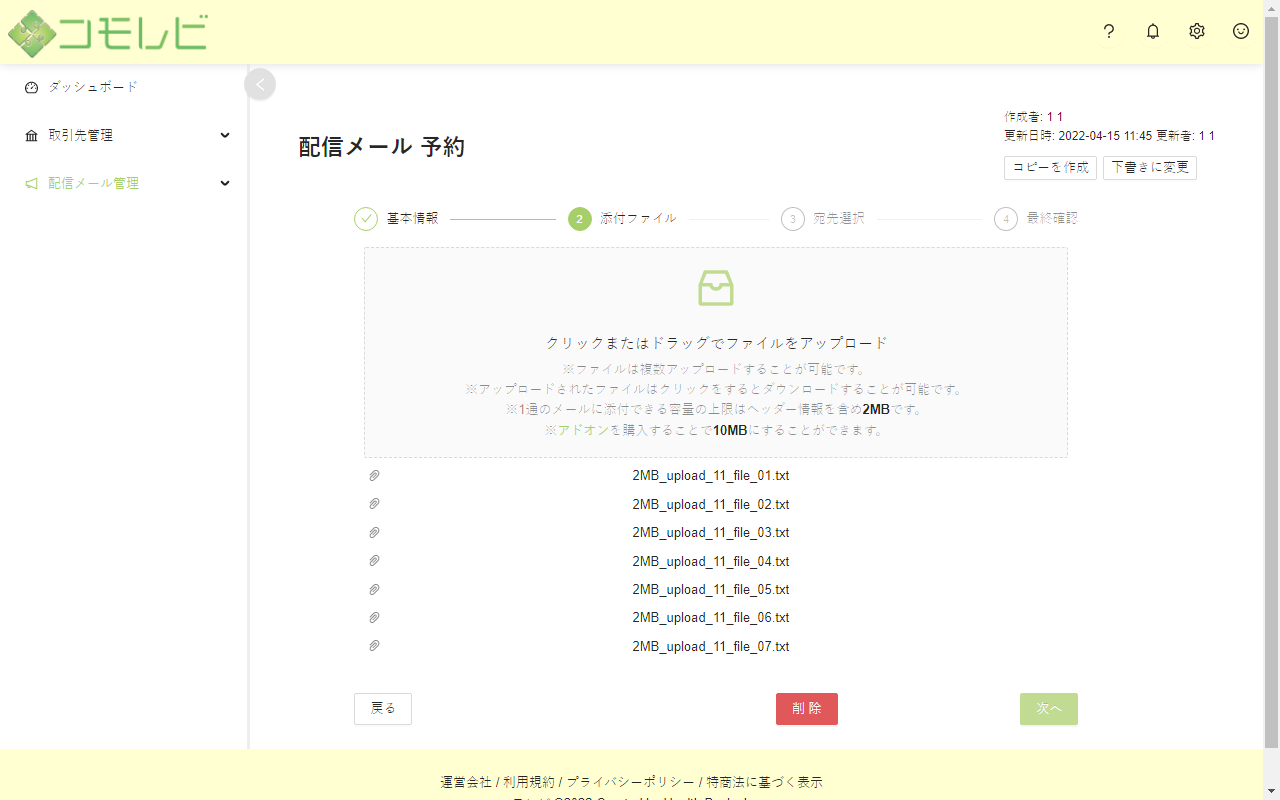 コモレビ
ダッシュボード
取引先管理
配信メール管理
作成者: 1 1
更新日時: 2022-04-15 11:45 更新者: 1 1
配信メール 予約
コピーを作成 下書きに変更
基本情報 2 添付ファイル 3 宛先選択 4 最終確認
クリックまたはドラッグでファイルをアップロード
※ファイルは複数アップロードすることが可能です。
※アップロードされたファイルはクリックをするとダウンロードすることが可能です。
※1通のメールに添付できる容量の上限はヘッダー情報を含め2MBです。
※アドオンを購入することで10MBにすることができます。
2MB_upload_11_file_01.txt
2MB_upload_11_file_02.txt
2MB_upload_11_file_03.txt
2MB_upload_11_file_04.txt
2MB_upload_11_file_05.txt
2MB_upload_11_file_06.txt
2MB_upload_11_file_07.txt
戻る 削除 次へ
運営会社 / 利用規約 / プライバシーポリシー / 特商法に基づく表示